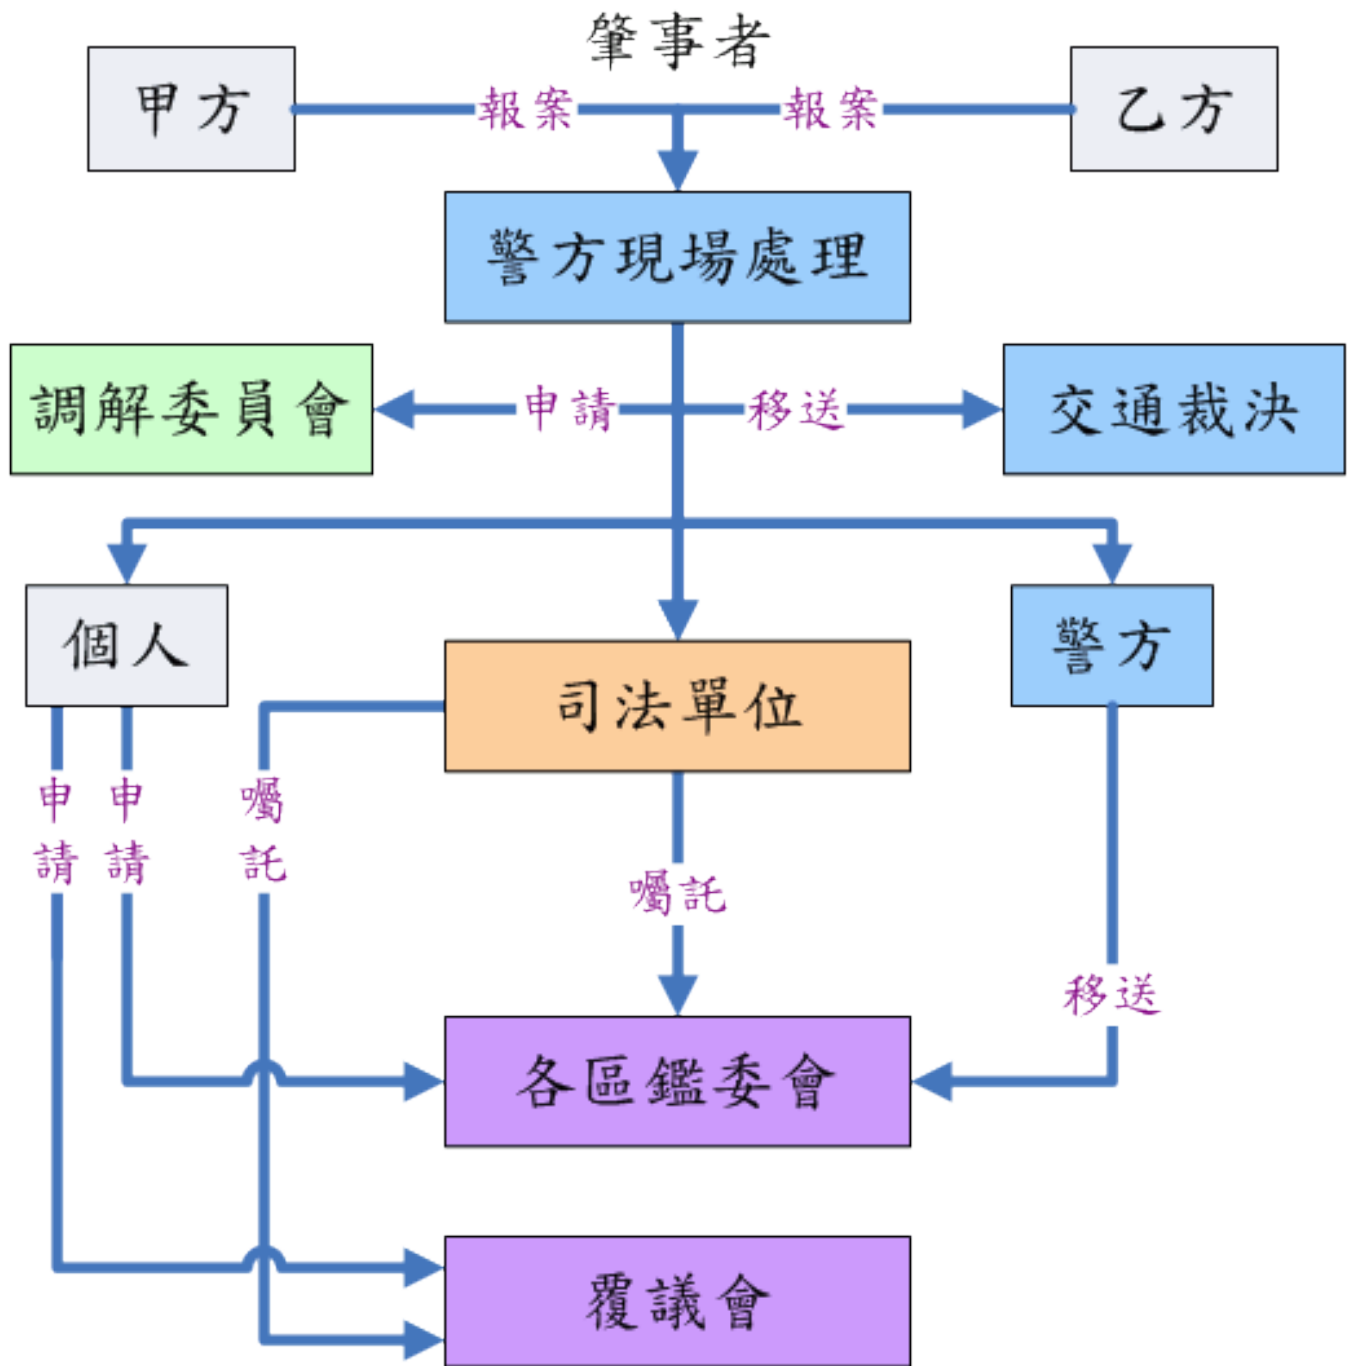 肇事者
甲方
報案
報案
乙方
警方現場處理
調解委員會
申請
移送
交通裁決
個人
司法單位
警方
申請
申請
囑託
囑託
移送
各區鑑委會
覆議會